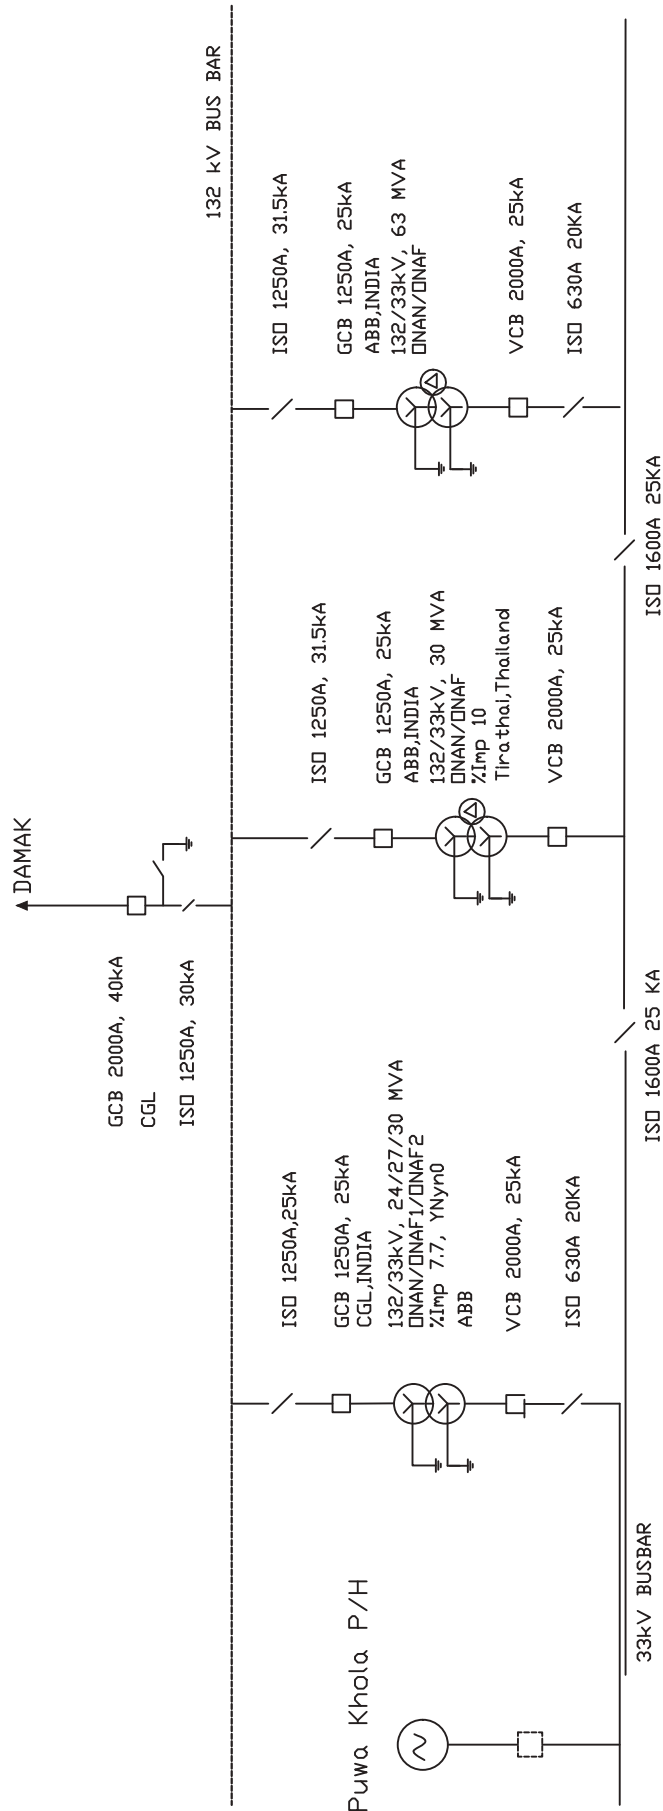 DAMAK
GCB 2000A, 40kA
CGL
ISO 1250A, 30kA
132 kV BUS BAR
ISO 1250A,25kA
GCB 1250A, 25kA
CGL,INDIA
132/33kV, 24/27/30 MVA
ONAN/ONAF1/ONAF2
%Imp 7.7, YNyn0
ABB
VCB 2000A, 25kA
ISO 630A 20KA
ISO 1250A, 31.5kA
GCB 1250A, 25kA
ABB,INDIA
132/33kV, 30 MVA
ONAN/ONAF
%Imp 10
Tirathai,Thailand
VCB 2000A, 25kA
ISO 1250A, 31.5kA
GCB 1250A, 25kA
ABB,INDIA
132/33kV, 63 MVA
ONAN/ONAF
VCB 2000A, 25kA
ISO 630A 20KA
Puwa Khola P/H
33kV BUSBAR
ISO 1600A 25 KA
ISO 1600A 25KA